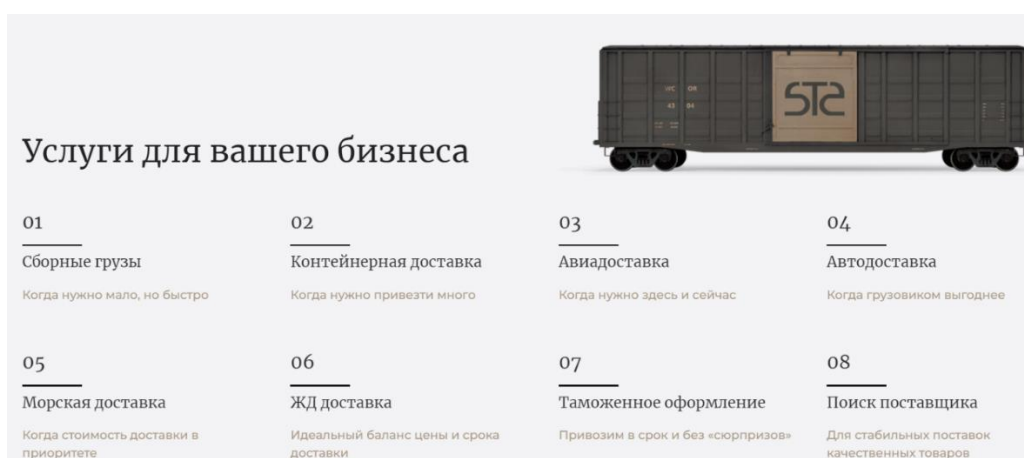 STS
Услуги для вашего бизнеса
01
Сборные грузы
Когда нужно мало, но быстро
02
Контейнерная доставка
Когда нужно привезти много
03
Авиадоставка
Когда нужно здесь и сейчас
04
Автодоставка
Когда грузовиком выгоднее
05
Морская доставка
Когда стоимость доставки в
приоритете
06
ЖД доставка
Идеальный баланс цены и срока
доставки
07
Таможенное оформление
Привозим в срок и без «сюрпризов»
08
Поиск поставщика
Для стабильных поставок
качественных товаров